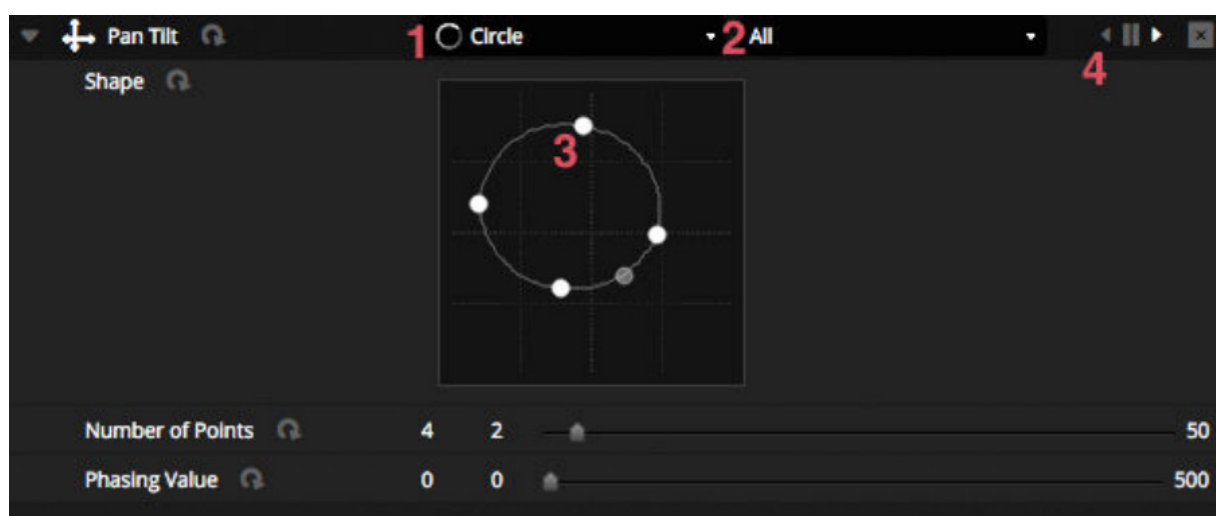 Pan Tilt 1 Circle 2 All 4
Shape
3
Number of Points 4 2 50
Phasing Value 0 0 500